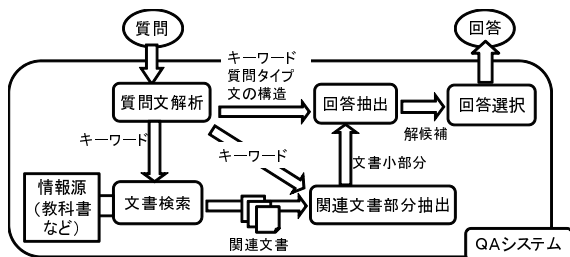 質問
回答
キーワード
質問タイプ
文の構造
質問文解析
回答抽出
回答選択
キーワード
キーワード
解候補
文書小部分
情報源
（教科書
など）
文書検索
関連文書部分抽出
関連文書
QAシステム